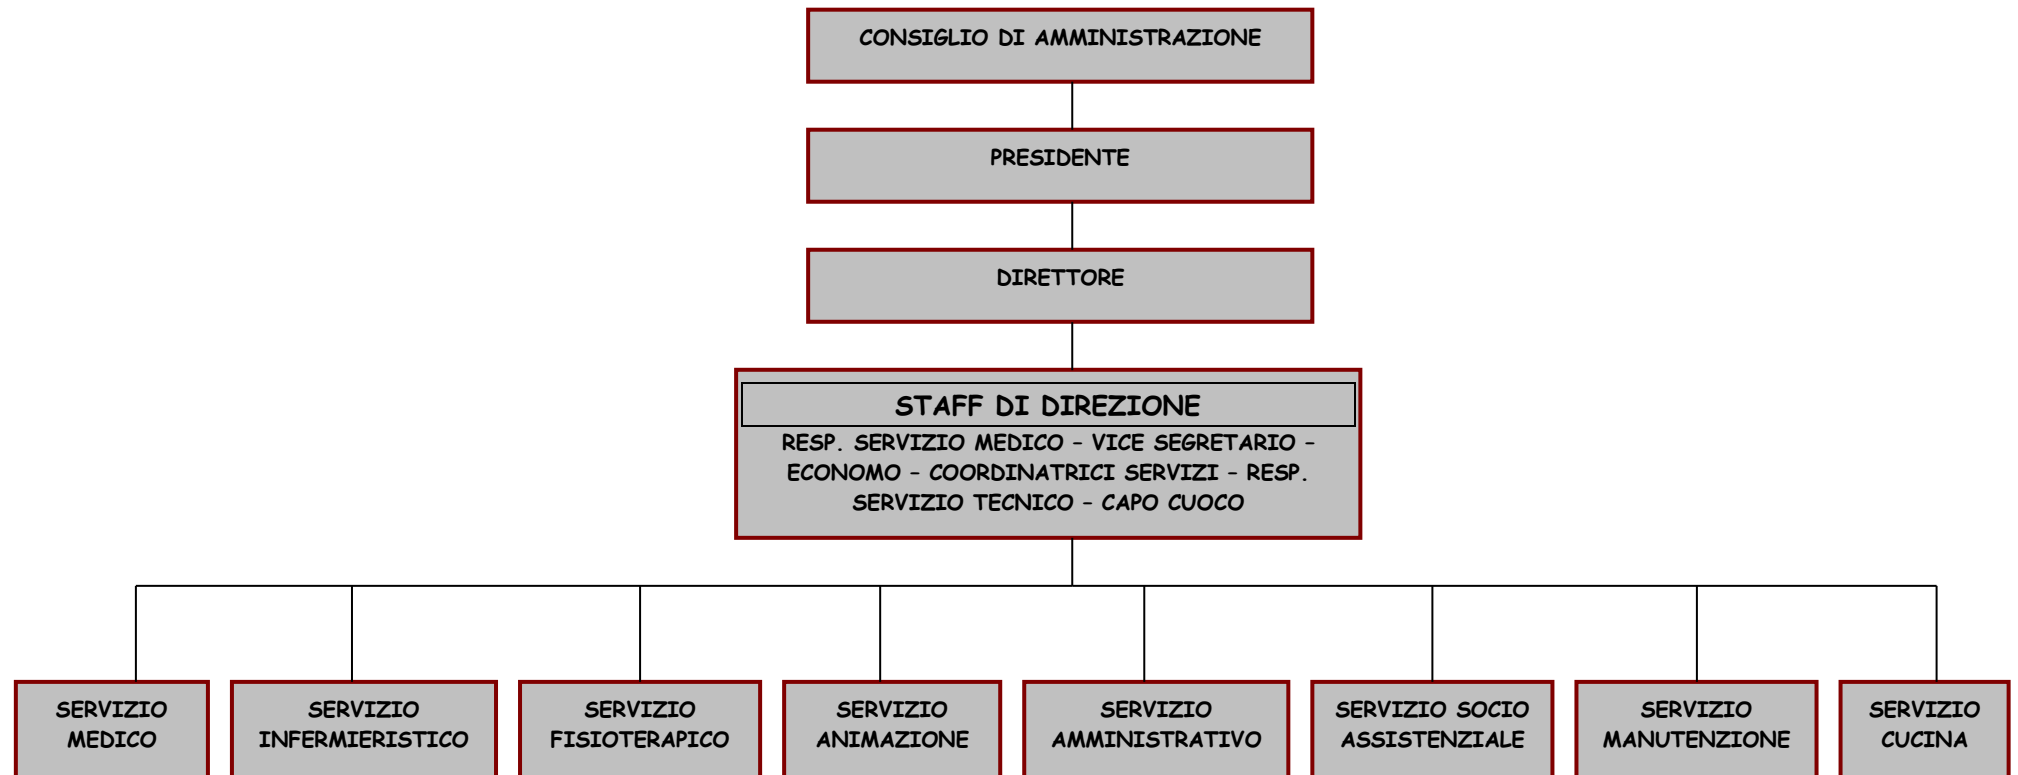 CONSIGLIO DI AMMINISTRAZIONE
PRESIDENTE
DIRETTORE
STAFF DI DIREZIONE
RESP. SERVIZIO MEDICO – VICE SEGRETARIO –
ECONOMO – COORDINATRICI SERVIZI – RESP.
SERVIZIO TECNICO – CAPO CUOCO
SERVIZIO
MEDICO
SERVIZIO
INFERMIERISTICO
SERVIZIO
FISIOTERAPICO
SERVIZIO
ANIMAZIONE
SERVIZIO
AMMINISTRATIVO
SERVIZIO SOCIO
ASSISTENZIALE
SERVIZIO
MANUTENZIONE
SERVIZIO
CUCINA